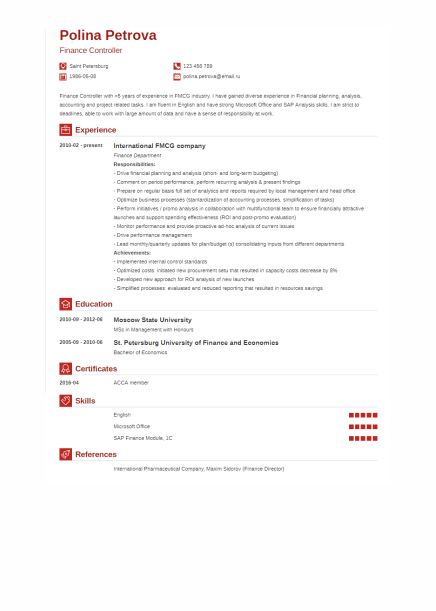 Polina Petrova
Finance Controller
Saint Petersburg
123 456 789
1986-06-08
polina.petrova@email.ru
Finance Controller with +5 years of experience in FMCG industry. I have gained diverse experience in Financial planning, analysis,
accounting and project related tasks. I am fluent in English and have strong Microsoft Office and SAP Analysis skills. I am strict to
deadlines, able to work with large amount of data and have a sense of responsibility at work.
Experience
2010-02 - present
International FMCG company
Finance Department
Responsibilities:
- Drive financial planning and analysis (short- and long-term budgeting)
- Comment on period performance, perform recurring analysis & present findings
- Prepare on regularly basis full set of analytics and reports required by local management and head office
- Optimize business processes (standardization of accounting processes, simplification of tasks)
- Perform initiatives / promo analysis in collaboration with multifunctional team to ensure financially attractive
launches and support spending effectiveness (ROI and post-promo evaluation)
- Monitor performance and provide proactive ad-hoc analysis of current issues
- Drive performance management
- Lead monthly/quarterly updates for plan/budget (s) consolidating inputs from different departments
Achievements:
- Implemented internal control standards
- Optimized costs: initiated new procurement setu that resulted in capacity costs decrease by 8%
- Developed new approach for ROI analysis of new launches
- Simplified processes: evaluated and reduced reporting that resulted in resources savings
Education
2010-09 - 2012-06
Moscow State University
MSc in Management with Honours
2005-09 - 2010-06
St. Petersburg University of Finance and Economics
Bachelor of Economics
Certificates
2016-04
ACCA member
Skills
English
Microsoft Office
SAP Finance Module, 1C
References
International Pharmaceutical Company, Maxim Sidorov (Finance Director)